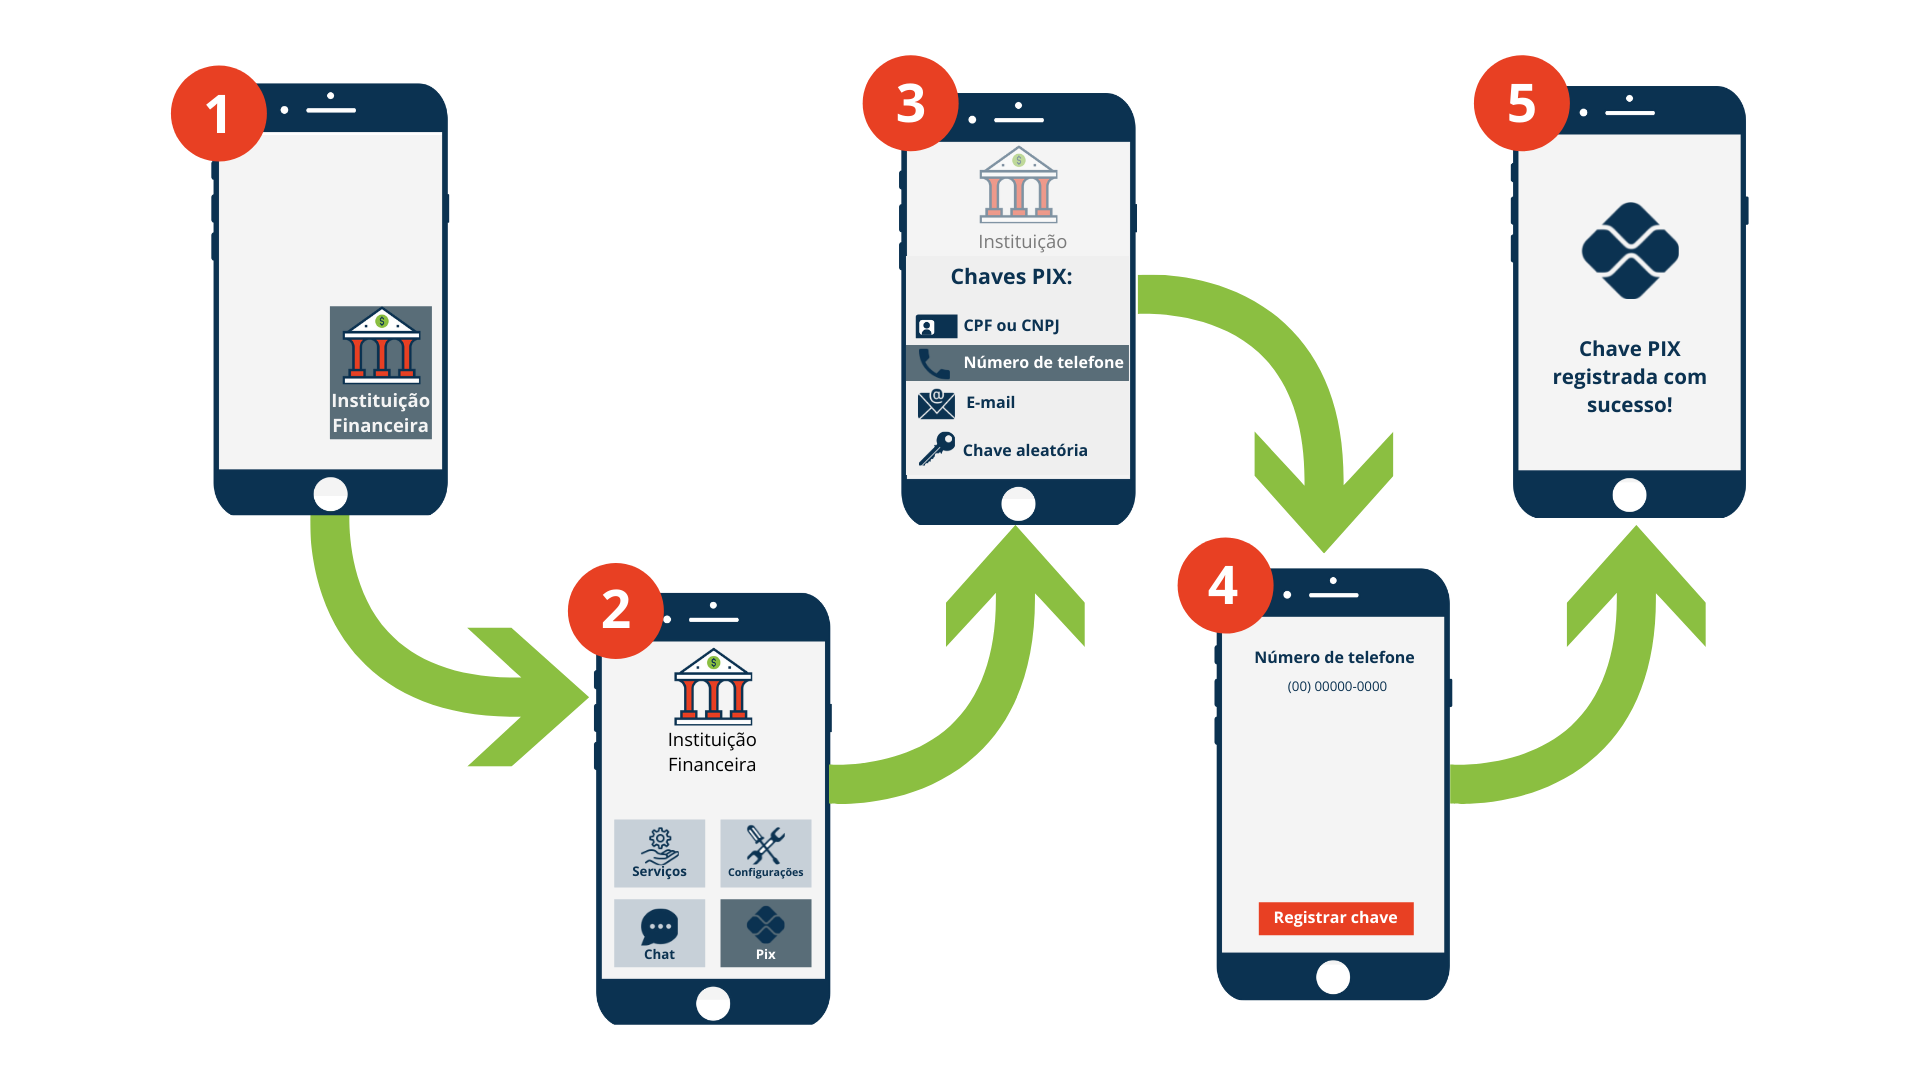 1
$
Instituição
Financeira
2
$
Instituição
Financeira
Serviços
Configurações
Chat
Pix
3
$
Instituição
Chaves PIX:
CPF ou CNPJ
Número de telefone
@
E-mail
Chave aleatória
4
Número de telefone
(00) 00000-0000
Registrar chave
5
Chave PIX
registrada com
sucesso!